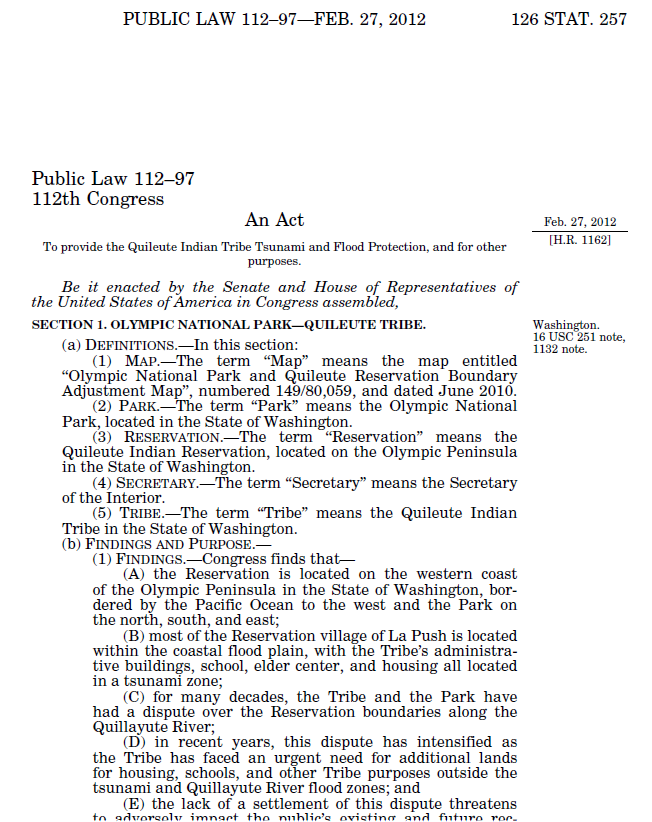 PUBLIC LAW 112–97—FEB. 27, 2012 126 STAT. 257
Public Law 112–97
112th Congress
An Act
Feb. 27, 2012
[H.R. 1162]
To provide the Quileute Indian Tribe Tsunami and Flood Protection, and for other
purposes.
Be it enacted by the Senate and House of Representatives of
the United States of America in Congress assembled,
SECTION 1. OLYMPIC NATIONAL PARK—QUILEUTE TRIBE.
Washington.
16 USC 251 note,
1132 note.
(a) DEFINITIONS.—In this section:
(1) MAP.—The term “Map” means the map entitled
“Olympic National Park and Quileute Reservation Boundary
Adjustment Map”, numbered 149/80,059, and dated June 2010.
(2) PARK.—The term “Park” means the Olympic National
Park, located in the State of Washington.
(3) RESERVATION.—The term “Reservation” means the
Quileute Indian Reservation, located on the Olympic Peninsula
in the State of Washington.
(4) SECRETARY.—The term “Secretary” means the Secretary
of the Interior.
(5) TRIBE.—The term “Tribe” means the Quileute Indian
Tribe in the State of Washington.
(b) FINDINGS AND PURPOSE.—
(1) FINDINGS.—Congress finds that—
(A) the Reservation is located on the western coast
of the Olympic Peninsula in the State of Washington, bor-
dered by the Pacific Ocean to the west and the Park on
the north, south, and east;
(B) most of the Reservation village of La Push is located
within the coastal flood plain, with the Tribe’s administra-
tive buildings, school, elder center, and housing all located
in a tsunami zone;
(C) for many decades, the Tribe and the Park have
had a dispute over the Reservation boundaries along the
Quillayute River;
(D) in recent years, this dispute has intensified as
the Tribe has faced an urgent need for additional lands
for housing, schools, and other Tribe purposes outside the
tsunami and Quillayute River flood zones; and
(E) the lack of a settlement of this dispute threatens
to adversely impact the public’s existing and future rec-